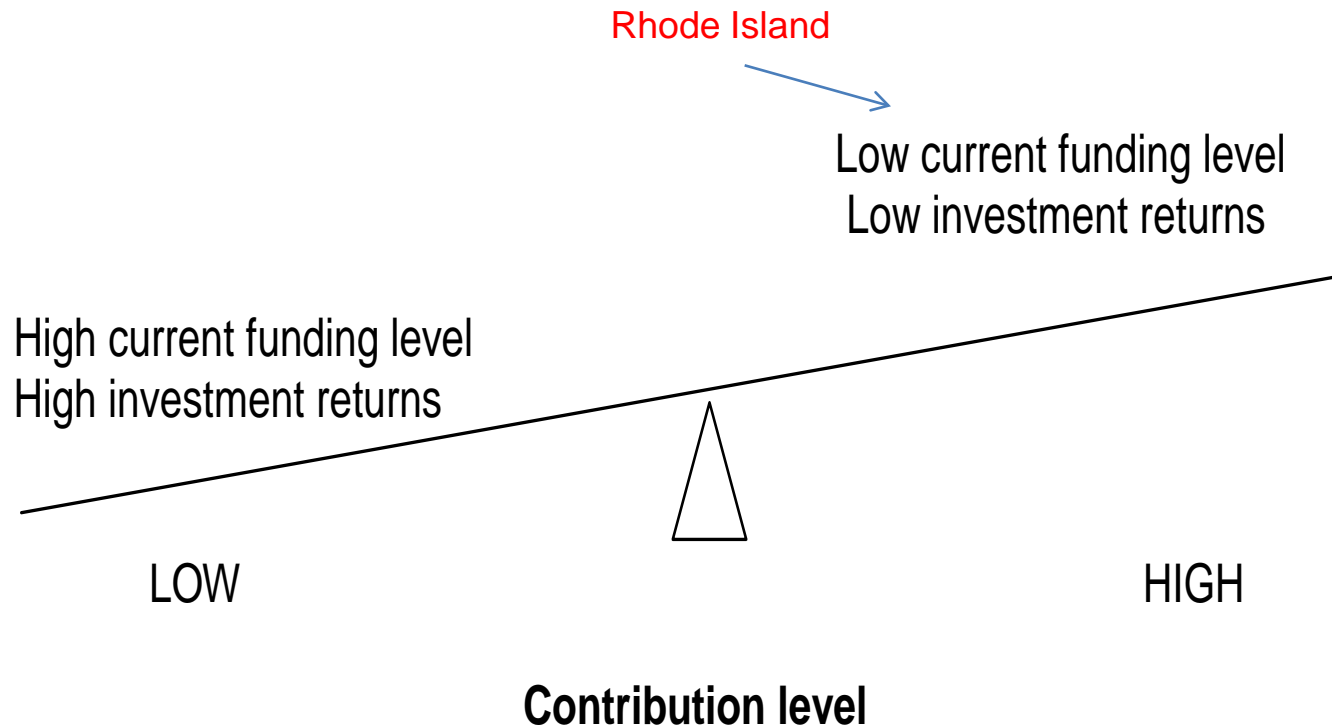 Rhode Island
Low current funding level
Low investment returns
High current funding level
High investment returns
LOW
HIGH
Contribution level